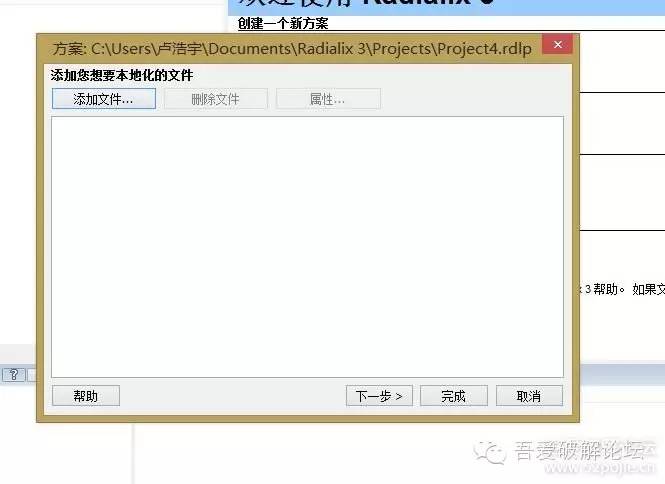 欢迎使用 Radialix 3
创建一个新方案
方案: C:\Users\卢浩宇\Documents\Radialix 3\Projects\Project4.rdlp
添加您想要本地化的文件
添加文件... 删除文件 属性...
3 帮助。 如果文
?
帮助 下一步 > 完成 取消
吾爱破解论坛
www.52pojie.cn